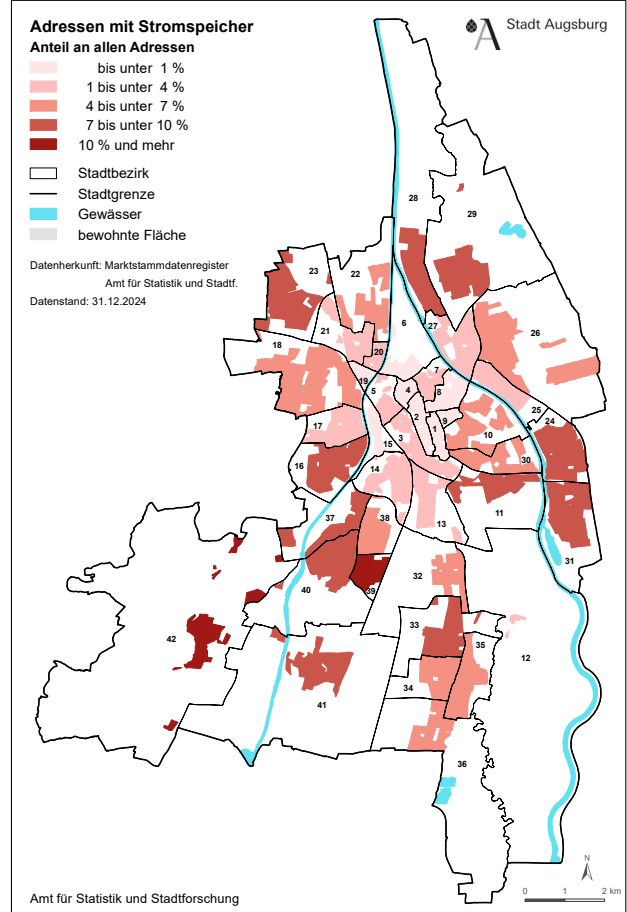 Adressen mit Stromspeicher
Anteil an allen Adressen
bis unter 1 %
1 bis unter 4 %
4 bis unter 7 %
7 bis unter 10 %
10 % und mehr
Stadtbezirk
Stadtgrenze
Gewässer
bewohnte Fläche
Datenherkunft: Marktstammdatenregister
Amt für Statistik und Stadtf.
Datenstand: 31.12.2024
A Stadt Augsburg
28
29
23
22
6
27
21
26
18
20
19
5
7
4
8
2
9
1
25
24
17
3
10
15
30
16
14
11
37
38
13
31
32
40
39
33
42
35
12
34
41
36
N
0 1 2 km
Amt für Statistik und Stadtforschung